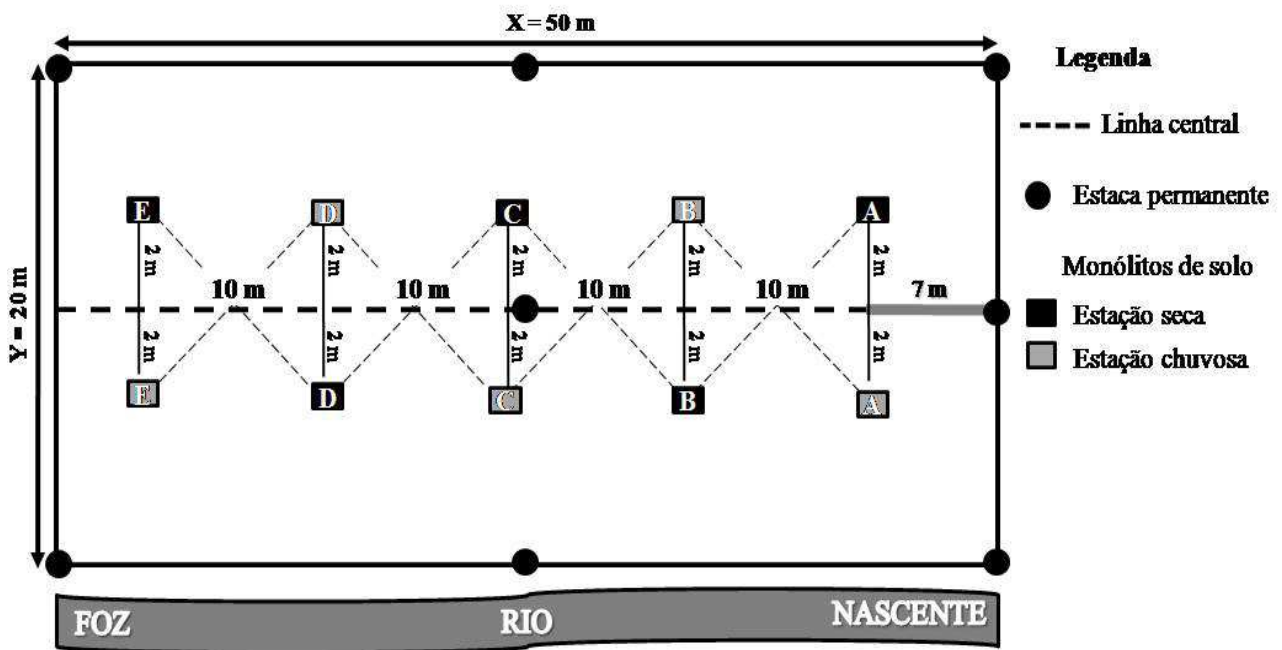 X = 50 m
Y = 20 m
E D C B A
2 m 2 m 2 m 2 m 2 m
10 m 10 m 10 m 10 m 7 m
2 m 2 m 2 m 2 m 2 m
E D C B A
FOZ RIO NASCENTE
Legenda
Linha central
Estaca permanente
Monólitos de solo
Estação seca
Estação chuvosa